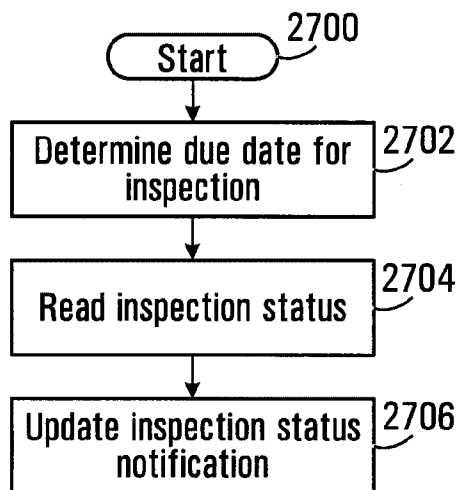 2700
Start
Determine due date for
inspection
2702
Read inspection status
2704
Update inspection status
notification
2706